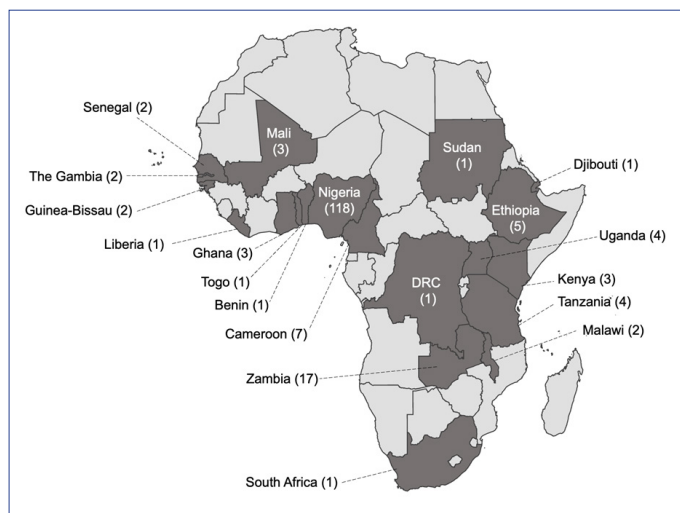 Senegal (2)
Mali
(3)
Sudan
(1)
Djibouti (1)
The Gambia (2)
Nigeria
(118)
Ethiopia
(5)
Guinea-Bissau (2)
Uganda (4)
Liberia (1)
Ghana (3)
Togo (1)
Benin (1)
DRC
(1)
Kenya (3)
Tanzania (4)
Cameroon (7)
Malawi (2)
Zambia (17)
South Africa (1)